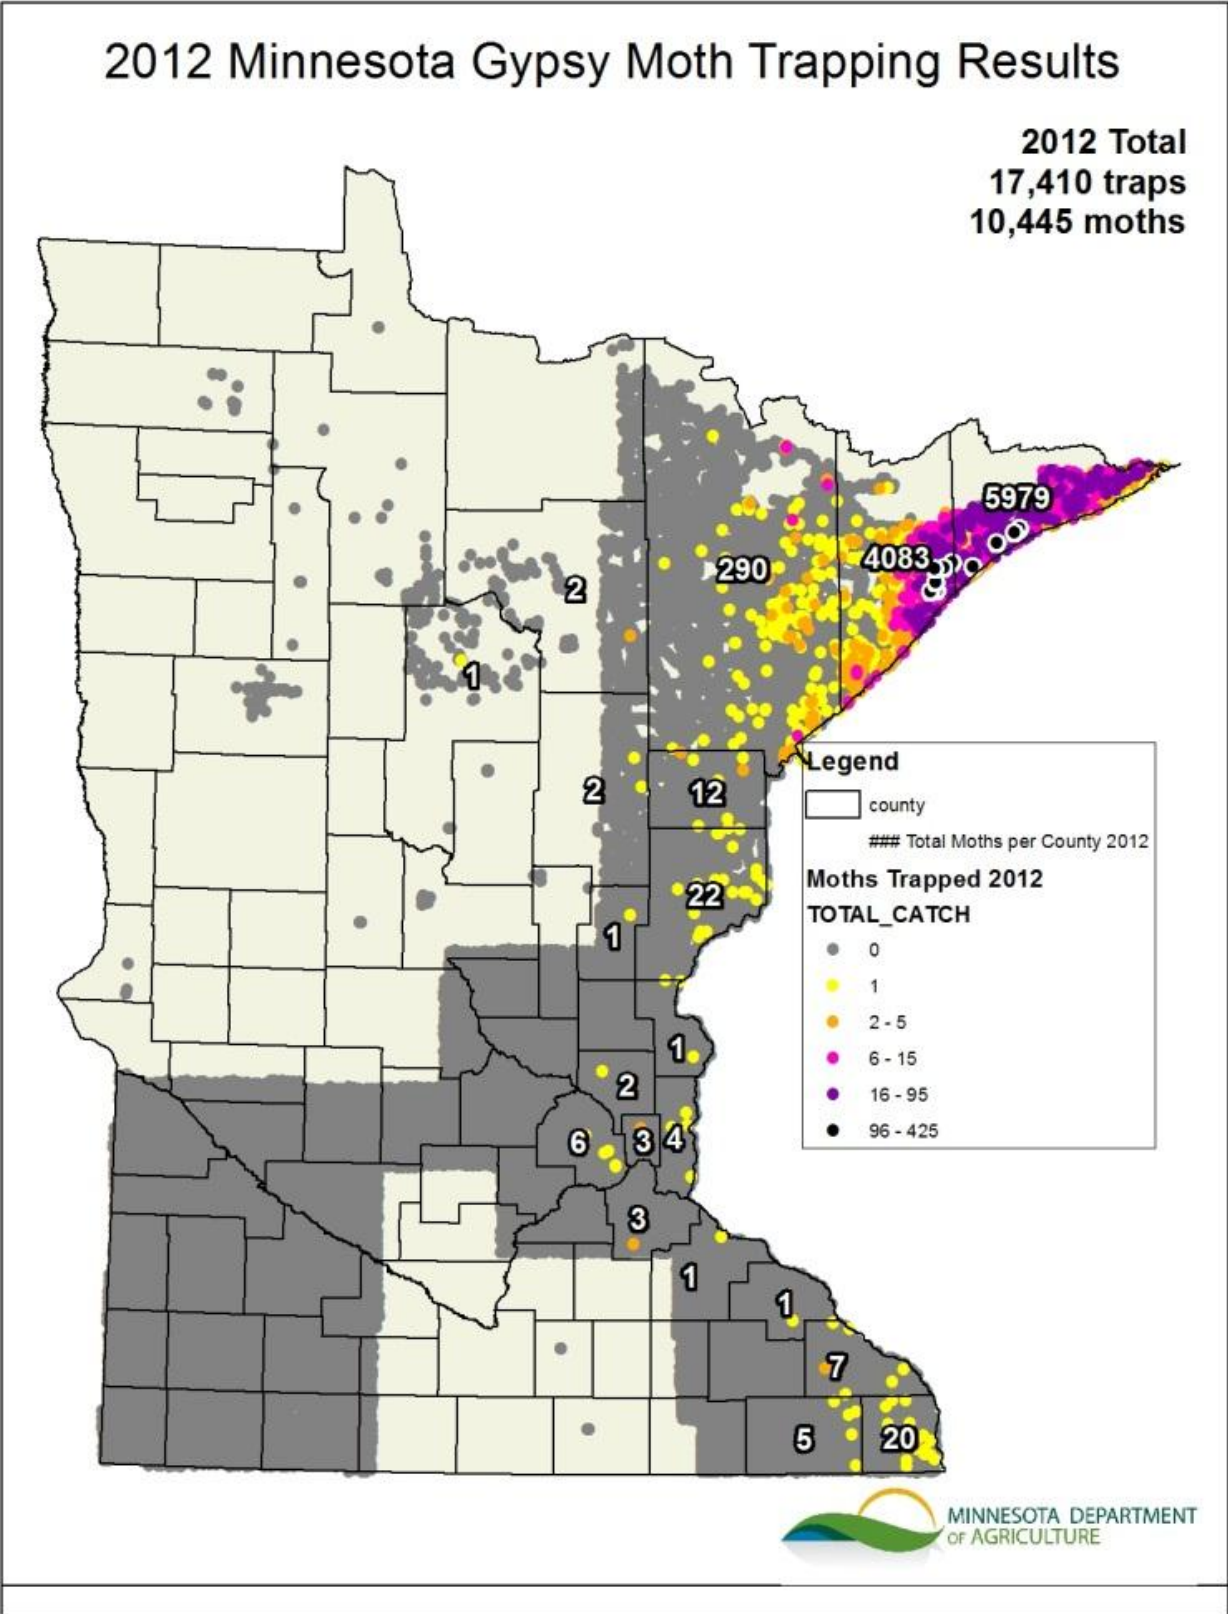 2012 Minnesota Gypsy Moth Trapping Results
2012 Total
17,410 traps
10,445 moths
5979
4083
290
2
1
2
12
22
1
1
2
6
3
4
3
1
1
7
5
20
Legend
county
### Total Moths per County 2012
Moths Trapped 2012
TOTAL_CATCH
0
1
2 - 5
6 - 15
16 - 95
96 - 425
MINNESOTA DEPARTMENT
OF AGRICULTURE